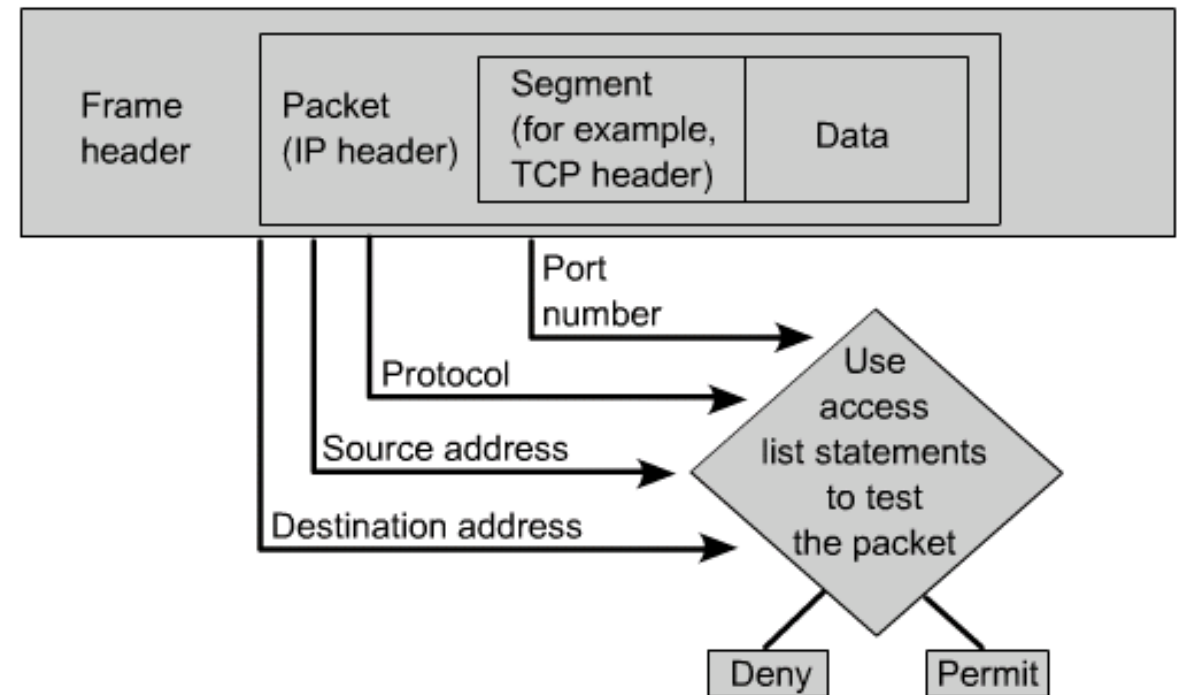 Frame
header
Packet
(IP header)
Segment
(for example,
TCP header)
Data
Port
number
Protocol
Source address
Destination address
Use
access
list statements
to test
the packet
Deny
Permit